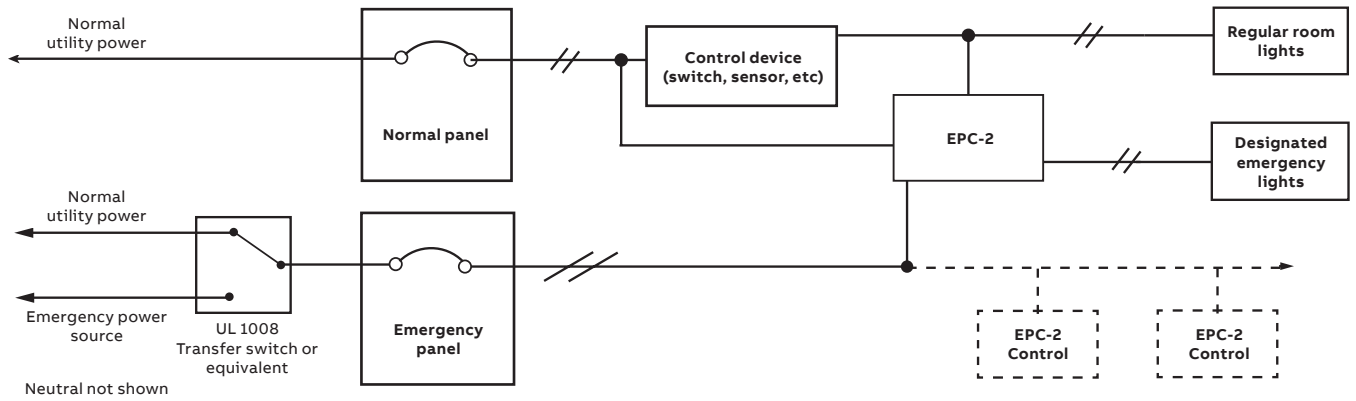 Normal
utility power
Normal panel
Control device
(switch, sensor, etc)
EPC-2
Regular room
lights
Designated
emergency
lights
Normal
utility power
Emergency power
source
UL 1008
Transfer switch or
equivalent
Emergency
panel
EPC-2
Control
EPC-2
Control
Neutral not shown